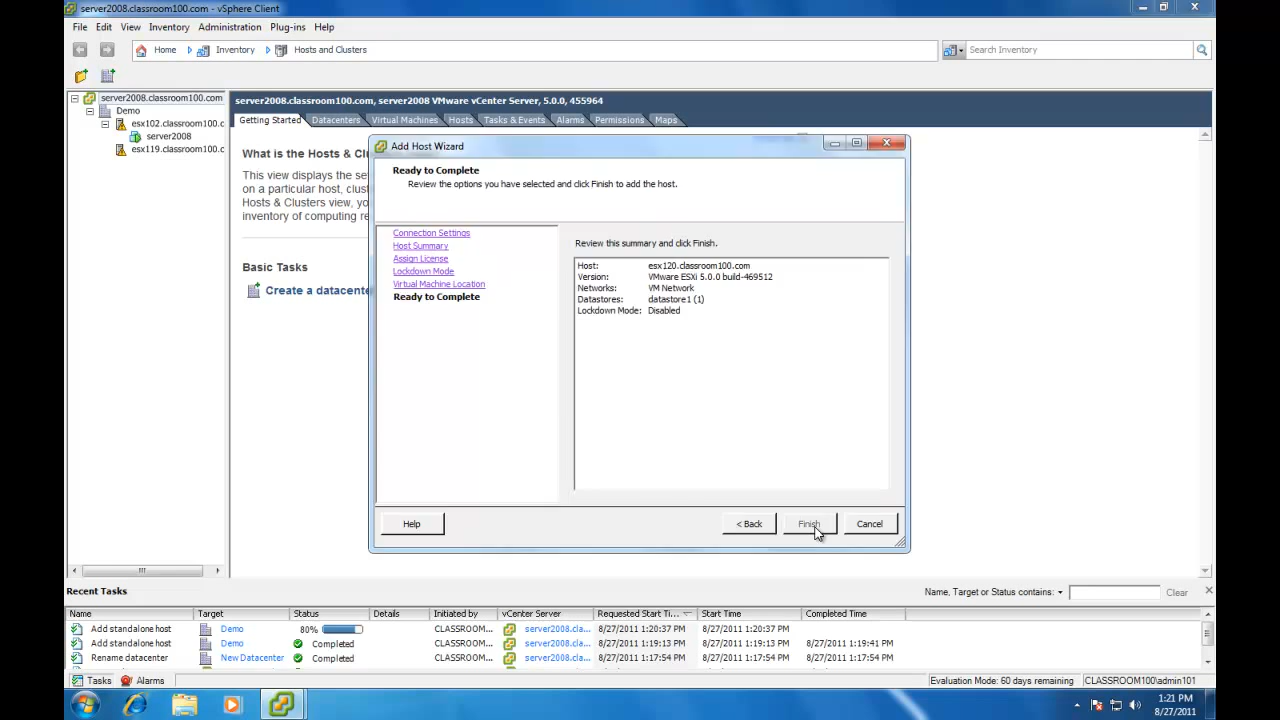 server2008.classroom100.com - vSphere Client
File Edit View Inventory Administration Plug-ins Help
Home Inventory Hosts and Clusters
Search Inventory
server2008.classroom100.com
Demo
esx102.classroom100.c
server2008
esx119.classroom100.c
server2008.classroom100.com, server2008 VMware vCenter Server, 5.0.0, 455964
Getting Started Datacenters Virtual Machines Hosts Tasks & Events Alarms Permissions Maps
What is the Hosts & Cl
This view displays the se
on a particular host, clus
Hosts & Clusters view, yo
inventory of computing re
Basic Tasks
Create a datacente
Add Host Wizard
Ready to Complete
Review the options you have selected and click Finish to add the host.
Connection Settings
Host Summary
Assign License
Lockdown Mode
Virtual Machine Location
Ready to Complete
Review this summary and click Finish.
Host: esx120.classroom100.com
Version: VMware ESXi 5.0.0 build-469512
Networks: VM Network
Datastores: datastore1 (1)
Lockdown Mode: Disabled
Help < Back Finish Cancel
Recent Tasks
Name, Target or Status contains: Clear
Name Target Status Details Initiated by vCenter Server Requested Start Ti... Start Time Completed Time
Add standalone host Demo 80% CLASSROOM... server2008.cla... 8/27/2011 1:20:37 PM 8/27/2011 1:20:37 PM
Add standalone host Demo Completed CLASSROOM... server2008.cla... 8/27/2011 1:19:13 PM 8/27/2011 1:19:13 PM 8/27/2011 1:19:41 PM
Rename datacenter New Datacenter Completed CLASSROOM... server2008.cla... 8/27/2011 1:17:54 PM 8/27/2011 1:17:54 PM 8/27/2011 1:17:54 PM
Tasks Alarms
Evaluation Mode: 60 days remaining CLASSROOM100\admin101
1:21 PM
8/27/2011